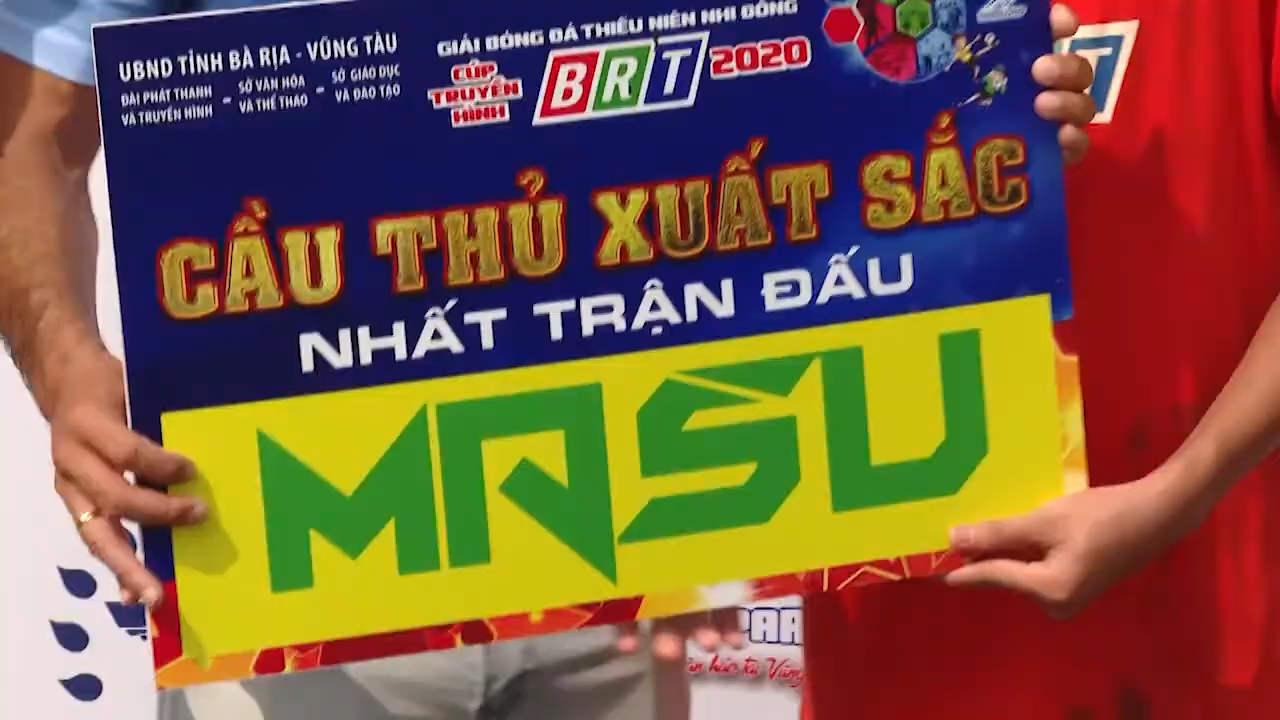 UBND TỈNH BÀ RỊA - VŨNG TÀU
ĐÀI PHÁT THANH VÀ TRUYỀN HÌNH - SỞ VĂN HÓA VÀ THỂ THAO - SỞ GIÁO DỤC VÀ ĐÀO TẠO
GIẢI BÓNG ĐÁ THIẾU NIÊN NHI ĐỒNG
CÚP TRUYỀN HÌNH BRT 2020
CẦU THỦ XUẤT SẮC
NHẤT TRẬN ĐẤU
MASU